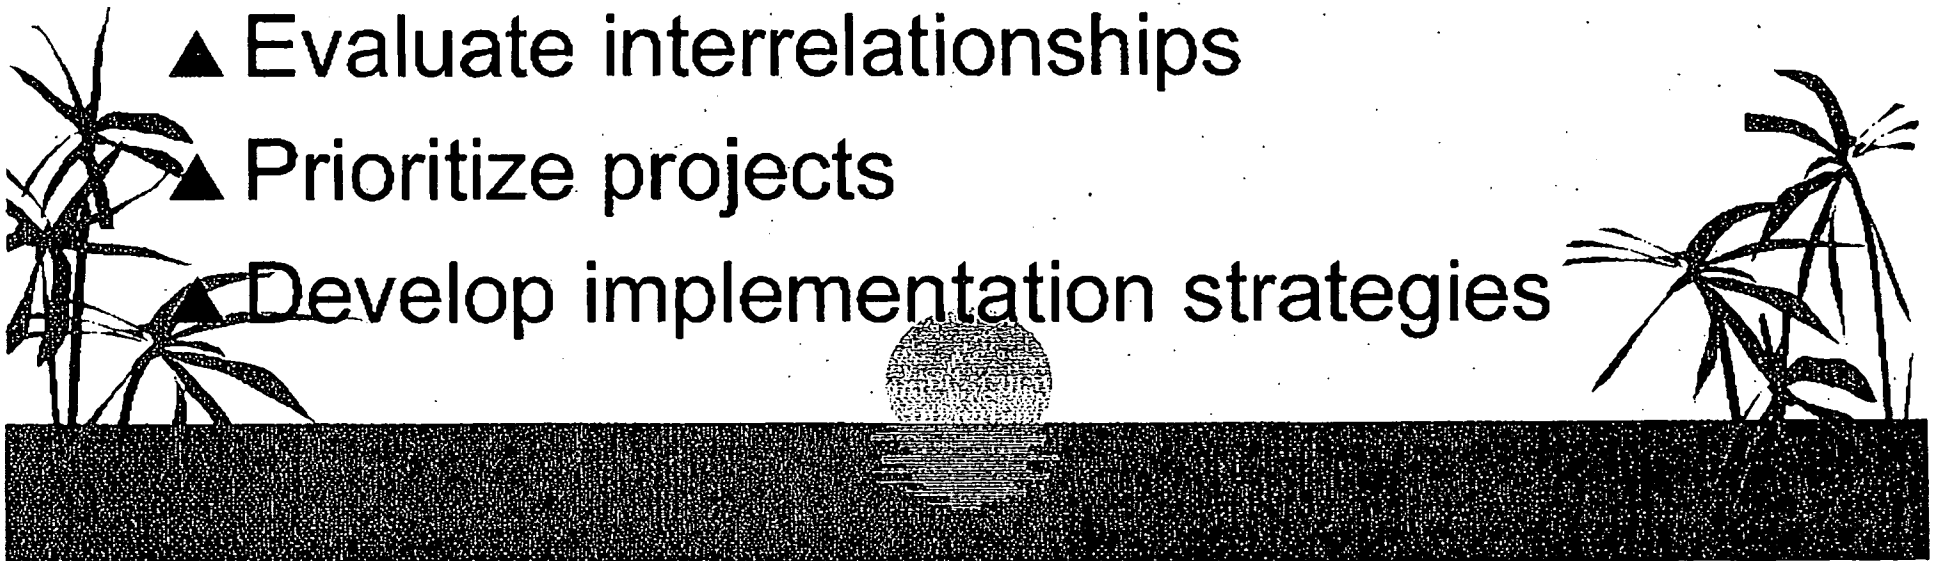 ▲ Evaluate interrelationships
▲ Prioritize projects
▲ Develop implementation strategies